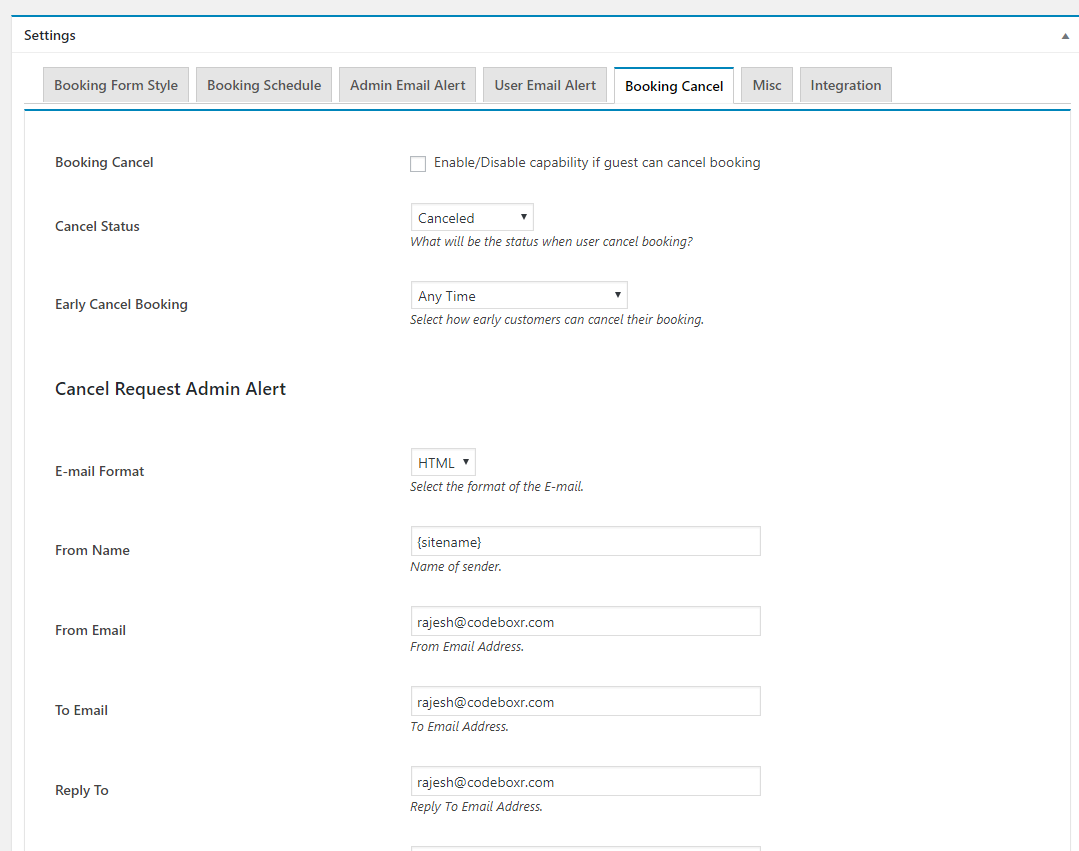 Settings
Booking Form Style Booking Schedule Admin Email Alert User Email Alert Booking Cancel Misc Integration
Booking Cancel Enable/Disable capability if guest can cancel booking
Cancel Status Canceled
What will be the status when user cancel booking?
Early Cancel Booking Any Time
Select how early customers can cancel their booking.
Cancel Request Admin Alert
E-mail Format HTML
Select the format of the E-mail.
From Name {sitename}
Name of sender.
From Email rajesh@codeboxr.com
From Email Address.
To Email rajesh@codeboxr.com
To Email Address.
Reply To rajesh@codeboxr.com
Reply To Email Address.